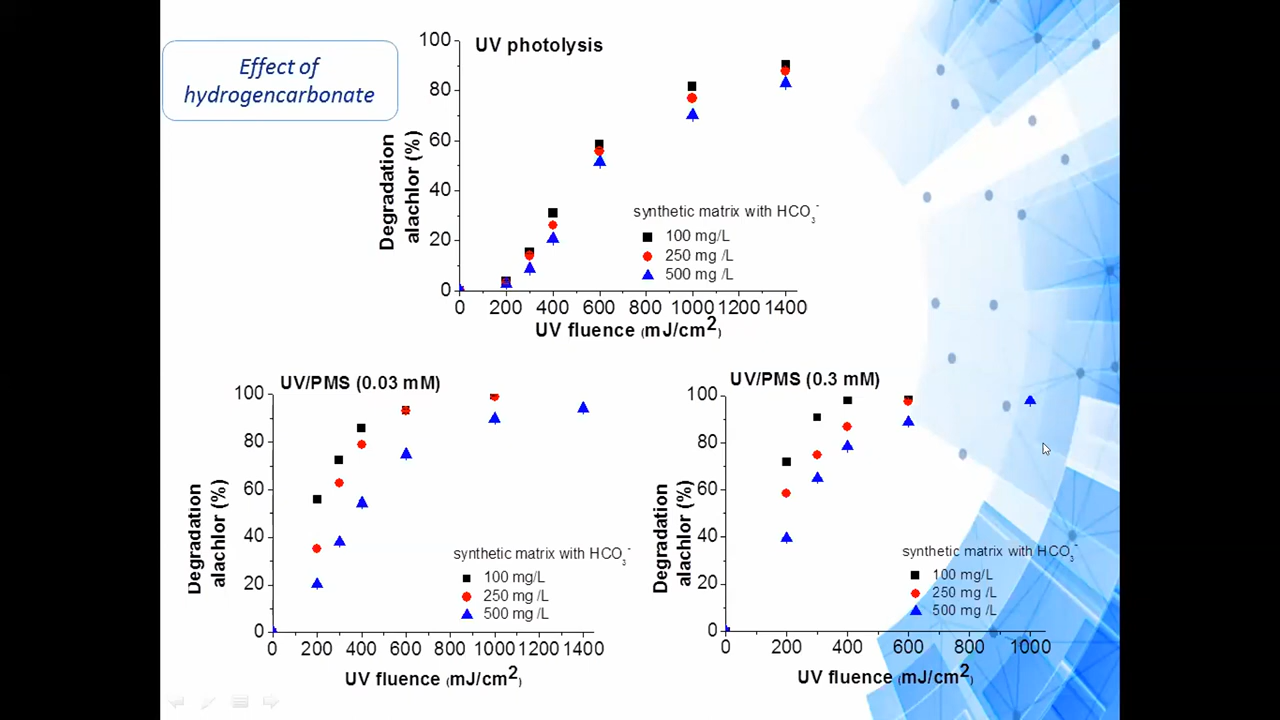 Effect of
hydrogencarbonate
UV photolysis
Degradation
alachlor (%)
100
80
60
40
20
0
synthetic matrix with HCO3-
100 mg/L
250 mg /L
500 mg /L
0 200 400 600 800 1000 1200 1400
UV fluence (mJ/cm2)
UV/PMS (0.03 mM)
Degradation
alachlor (%)
100
80
60
40
20
0
synthetic matrix with HCO3-
100 mg/L
250 mg /L
500 mg /L
0 200 400 600 800 1000 1200 1400
UV fluence (mJ/cm2)
UV/PMS (0.3 mM)
Degradation
alachlor (%)
100
80
60
40
20
0
synthetic matrix with HCO3-
100 mg/L
250 mg /L
500 mg /L
0 200 400 600 800 1000
UV fluence (mJ/cm2)